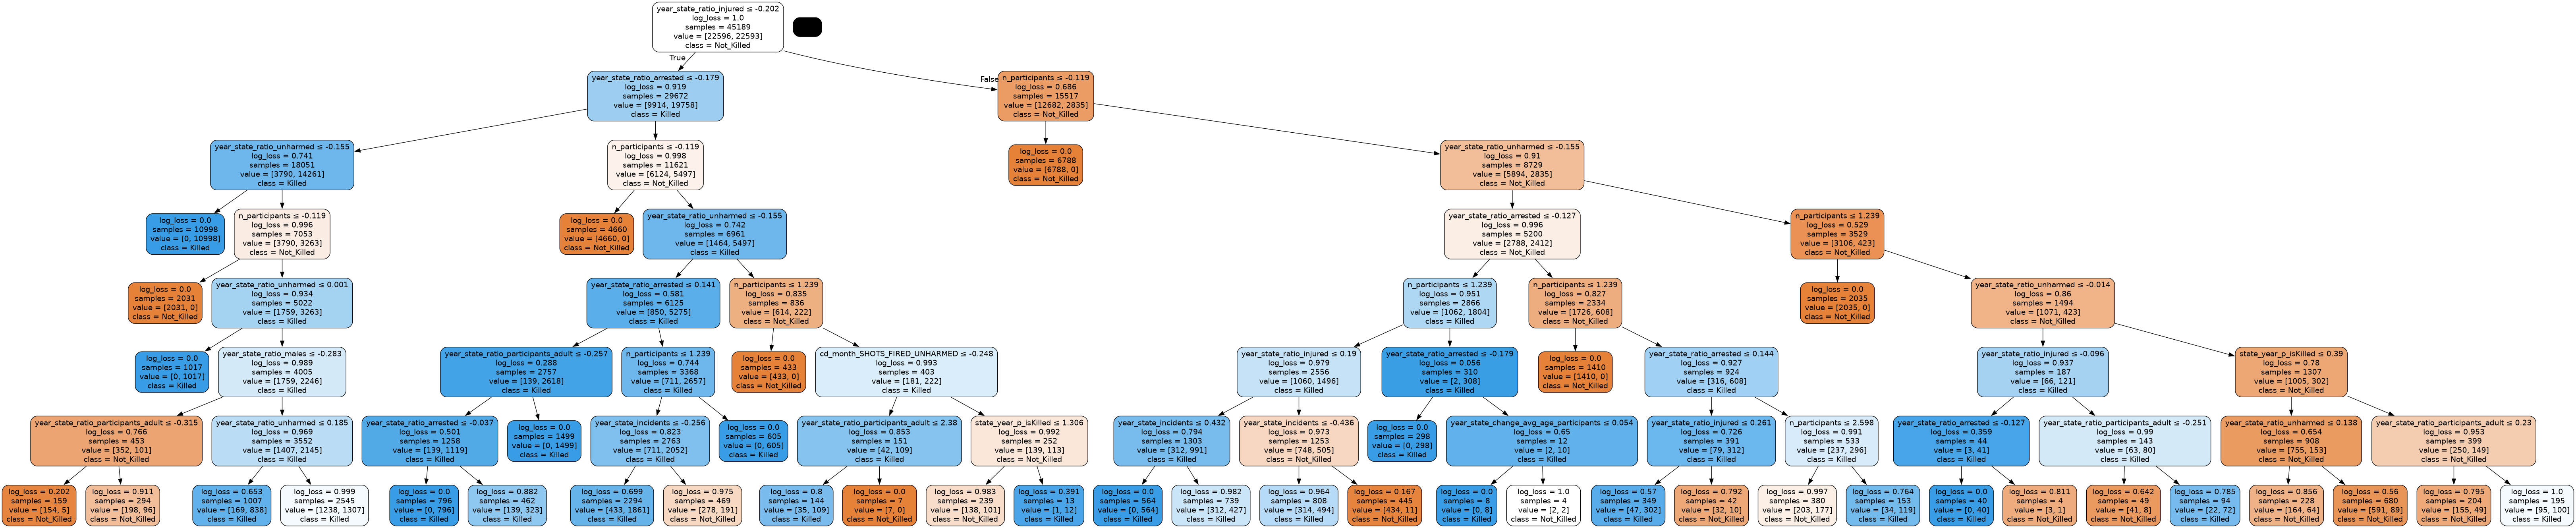 year_state_ratio_injured ≤ -0.202
log_loss = 1.0
samples = 45189
value = [22596, 22593]
class = Not_Killed
True
False
year_state_ratio_arrested ≤ -0.179
log_loss = 0.919
samples = 29672
value = [9914, 19758]
class = Killed
n_participants ≤ -0.119
log_loss = 0.686
samples = 15517
value = [12682, 2835]
class = Not_Killed
year_state_ratio_unharmed ≤ -0.155
log_loss = 0.741
samples = 18051
value = [3790, 14261]
class = Killed
n_participants ≤ -0.119
log_loss = 0.998
samples = 11621
value = [6124, 5497]
class = Not_Killed
log_loss = 0.0
samples = 6788
value = [6788, 0]
class = Not_Killed
year_state_ratio_unharmed ≤ -0.155
log_loss = 0.91
samples = 8729
value = [5894, 2835]
class = Not_Killed
log_loss = 0.0
samples = 10998
value = [0, 10998]
class = Killed
n_participants ≤ -0.119
log_loss = 0.996
samples = 7053
value = [3790, 3263]
class = Not_Killed
log_loss = 0.0
samples = 4660
value = [4660, 0]
class = Not_Killed
year_state_ratio_unharmed ≤ -0.155
log_loss = 0.742
samples = 6961
value = [1464, 5497]
class = Killed
year_state_ratio_arrested ≤ -0.127
log_loss = 0.996
samples = 5200
value = [2788, 2412]
class = Not_Killed
n_participants ≤ 1.239
log_loss = 0.529
samples = 3529
value = [3106, 423]
class = Not_Killed
log_loss = 0.0
samples = 2031
value = [2031, 0]
class = Not_Killed
year_state_ratio_unharmed ≤ 0.001
log_loss = 0.934
samples = 5022
value = [1759, 3263]
class = Killed
year_state_ratio_arrested ≤ 0.141
log_loss = 0.581
samples = 6125
value = [850, 5275]
class = Killed
n_participants ≤ 1.239
log_loss = 0.835
samples = 836
value = [614, 222]
class = Not_Killed
n_participants ≤ 1.239
log_loss = 0.951
samples = 2866
value = [1062, 1804]
class = Killed
n_participants ≤ 1.239
log_loss = 0.827
samples = 2334
value = [1726, 608]
class = Not_Killed
log_loss = 0.0
samples = 2035
value = [2035, 0]
class = Not_Killed
year_state_ratio_unharmed ≤ -0.014
log_loss = 0.86
samples = 1494
value = [1071, 423]
class = Not_Killed
log_loss = 0.0
samples = 1017
value = [0, 1017]
class = Killed
year_state_ratio_males ≤ -0.283
log_loss = 0.989
samples = 4005
value = [1759, 2246]
class = Killed
year_state_ratio_participants_adult ≤ -0.257
log_loss = 0.288
samples = 2757
value = [139, 2618]
class = Killed
n_participants ≤ 1.239
log_loss = 0.744
samples = 3368
value = [711, 2657]
class = Killed
log_loss = 0.0
samples = 433
value = [433, 0]
class = Not_Killed
cd_month_SHOTS_FIRED_UNHARMED ≤ -0.248
log_loss = 0.993
samples = 403
value = [181, 222]
class = Killed
year_state_ratio_injured ≤ 0.19
log_loss = 0.979
samples = 2556
value = [1060, 1496]
class = Killed
year_state_ratio_arrested ≤ -0.179
log_loss = 0.056
samples = 310
value = [2, 308]
class = Killed
log_loss = 0.0
samples = 1410
value = [1410, 0]
class = Not_Killed
year_state_ratio_arrested ≤ 0.144
log_loss = 0.927
samples = 924
value = [316, 608]
class = Killed
year_state_ratio_injured ≤ -0.096
log_loss = 0.937
samples = 187
value = [66, 121]
class = Killed
state_year_p_isKilled ≤ 0.39
log_loss = 0.78
samples = 1307
value = [1005, 302]
class = Not_Killed
year_state_ratio_participants_adult ≤ -0.315
log_loss = 0.766
samples = 453
value = [352, 101]
class = Not_Killed
year_state_ratio_unharmed ≤ 0.185
log_loss = 0.969
samples = 3552
value = [1407, 2145]
class = Killed
year_state_ratio_arrested ≤ -0.037
log_loss = 0.501
samples = 1258
value = [139, 1119]
class = Killed
log_loss = 0.0
samples = 1499
value = [0, 1499]
class = Killed
state_incidents ≤ -0.256
log_loss = 0.823
samples = 2763
value = [711, 2052]
class = Killed
log_loss = 0.0
samples = 605
value = [0, 605]
class = Killed
year_state_ratio_participants_adult ≤ 2.38
log_loss = 0.853
samples = 151
value = [42, 109]
class = Killed
state_year_p_isKilled ≤ 1.306
log_loss = 0.992
samples = 252
value = [139, 113]
class = Not_Killed
state_incidents ≤ 0.432
log_loss = 0.794
samples = 1303
value = [312, 991]
class = Killed
state_incidents ≤ -0.436
log_loss = 0.973
samples = 1253
value = [748, 505]
class = Not_Killed
log_loss = 0.0
samples = 298
value = [0, 298]
class = Killed
state_year_change_avg_age_participants ≤ 0.054
log_loss = 0.65
samples = 12
value = [2, 10]
class = Killed
year_state_ratio_injured ≤ 0.261
log_loss = 0.726
samples = 391
value = [79, 312]
class = Killed
n_participants ≤ 2.598
log_loss = 0.991
samples = 533
value = [237, 296]
class = Killed
year_state_ratio_arrested ≤ -0.127
log_loss = 0.359
samples = 44
value = [3, 41]
class = Killed
year_state_ratio_participants_adult ≤ -0.251
log_loss = 0.99
samples = 143
value = [63, 80]
class = Killed
year_state_ratio_unharmed ≤ 0.138
log_loss = 0.654
samples = 908
value = [755, 153]
class = Not_Killed
year_state_ratio_participants_adult ≤ 0.23
log_loss = 0.953
samples = 399
value = [250, 149]
class = Not_Killed
log_loss = 0.202
samples = 159
value = [154, 5]
class = Not_Killed
log_loss = 0.911
samples = 294
value = [198, 96]
class = Not_Killed
log_loss = 0.653
samples = 1007
value = [169, 838]
class = Killed
log_loss = 0.999
samples = 2545
value = [1238, 1307]
class = Killed
log_loss = 0.0
samples = 796
value = [0, 796]
class = Killed
log_loss = 0.882
samples = 462
value = [139, 323]
class = Killed
log_loss = 0.699
samples = 2294
value = [433, 1861]
class = Killed
log_loss = 0.975
samples = 469
value = [278, 191]
class = Not_Killed
log_loss = 0.8
samples = 144
value = [35, 109]
class = Killed
log_loss = 0.0
samples = 7
value = [7, 0]
class = Not_Killed
log_loss = 0.983
samples = 239
value = [138, 101]
class = Not_Killed
log_loss = 0.391
samples = 13
value = [1, 12]
class = Killed
log_loss = 0.0
samples = 564
value = [0, 564]
class = Killed
log_loss = 0.982
samples = 739
value = [312, 427]
class = Killed
log_loss = 0.964
samples = 808
value = [314, 494]
class = Killed
log_loss = 0.167
samples = 445
value = [434, 11]
class = Not_Killed
log_loss = 0.0
samples = 8
value = [0, 8]
class = Killed
log_loss = 1.0
samples = 4
value = [2, 2]
class = Not_Killed
log_loss = 0.57
samples = 349
value = [47, 302]
class = Killed
log_loss = 0.792
samples = 42
value = [32, 10]
class = Not_Killed
log_loss = 0.997
samples = 380
value = [203, 177]
class = Not_Killed
log_loss = 0.764
samples = 153
value = [34, 119]
class = Killed
log_loss = 0.0
samples = 40
value = [0, 40]
class = Killed
log_loss = 0.811
samples = 4
value = [3, 1]
class = Not_Killed
log_loss = 0.642
samples = 49
value = [41, 8]
class = Not_Killed
log_loss = 0.785
samples = 94
value = [22, 72]
class = Killed
log_loss = 0.856
samples = 228
value = [164, 64]
class = Not_Killed
log_loss = 0.56
samples = 680
value = [591, 89]
class = Not_Killed
log_loss = 0.795
samples = 204
value = [155, 49]
class = Not_Killed
log_loss = 1.0
samples = 195
value = [95, 100]
class = Killed